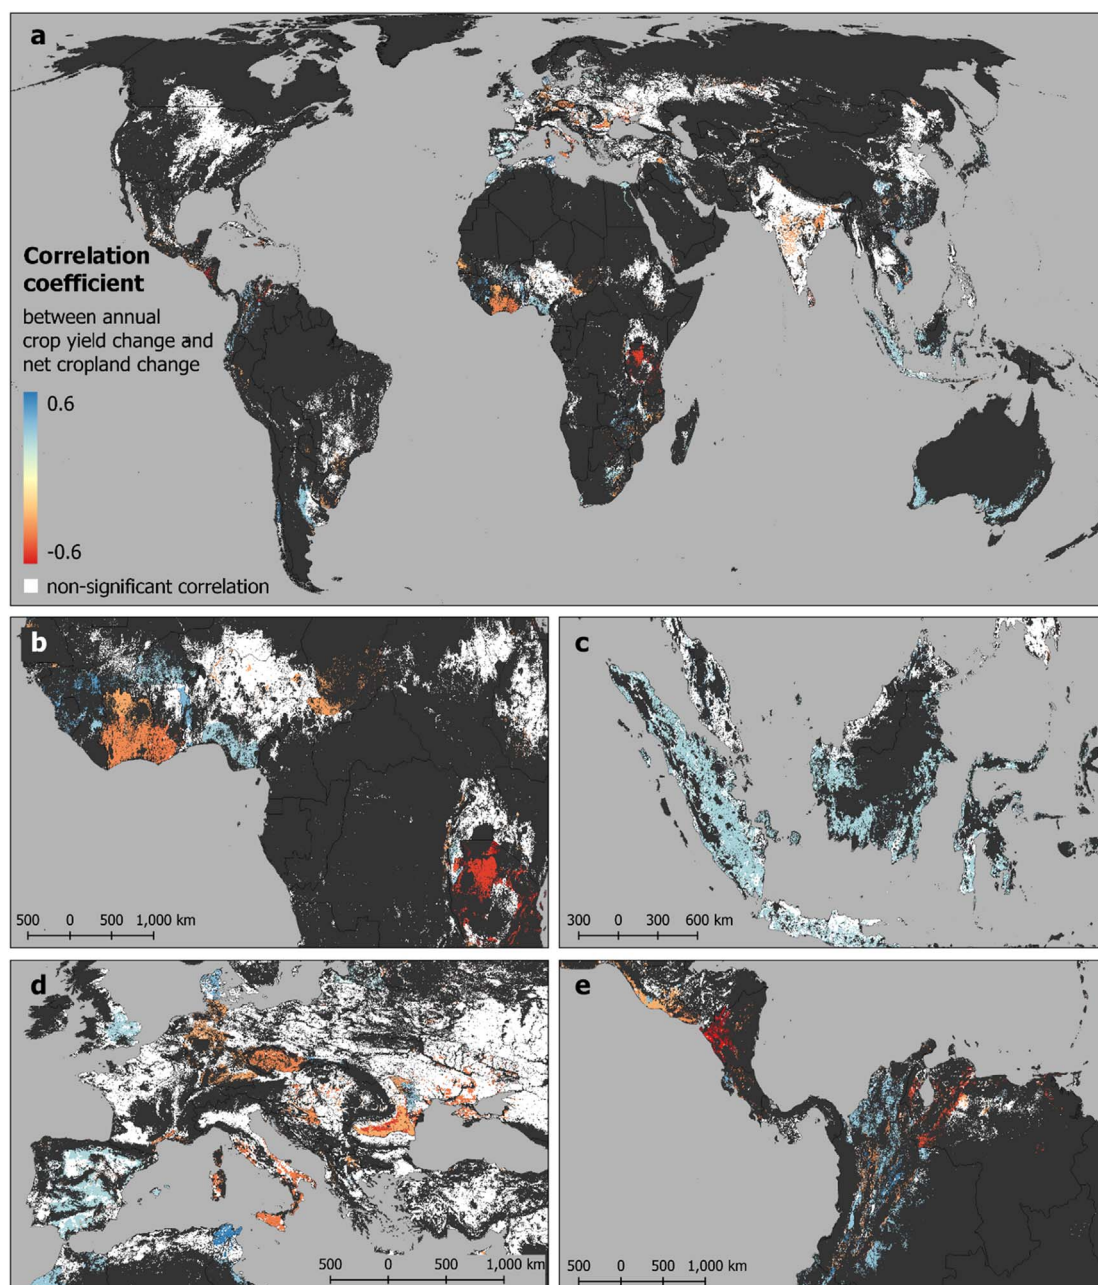 a
Correlation
coefficient
between annual
crop yield change and
net cropland change
0.6
-0.6
non-significant correlation
b
500 0 500 1,000 km
c
300 0 300 600 km
d
500 0 500 1,000 km
e
500 0 500 1,000 km